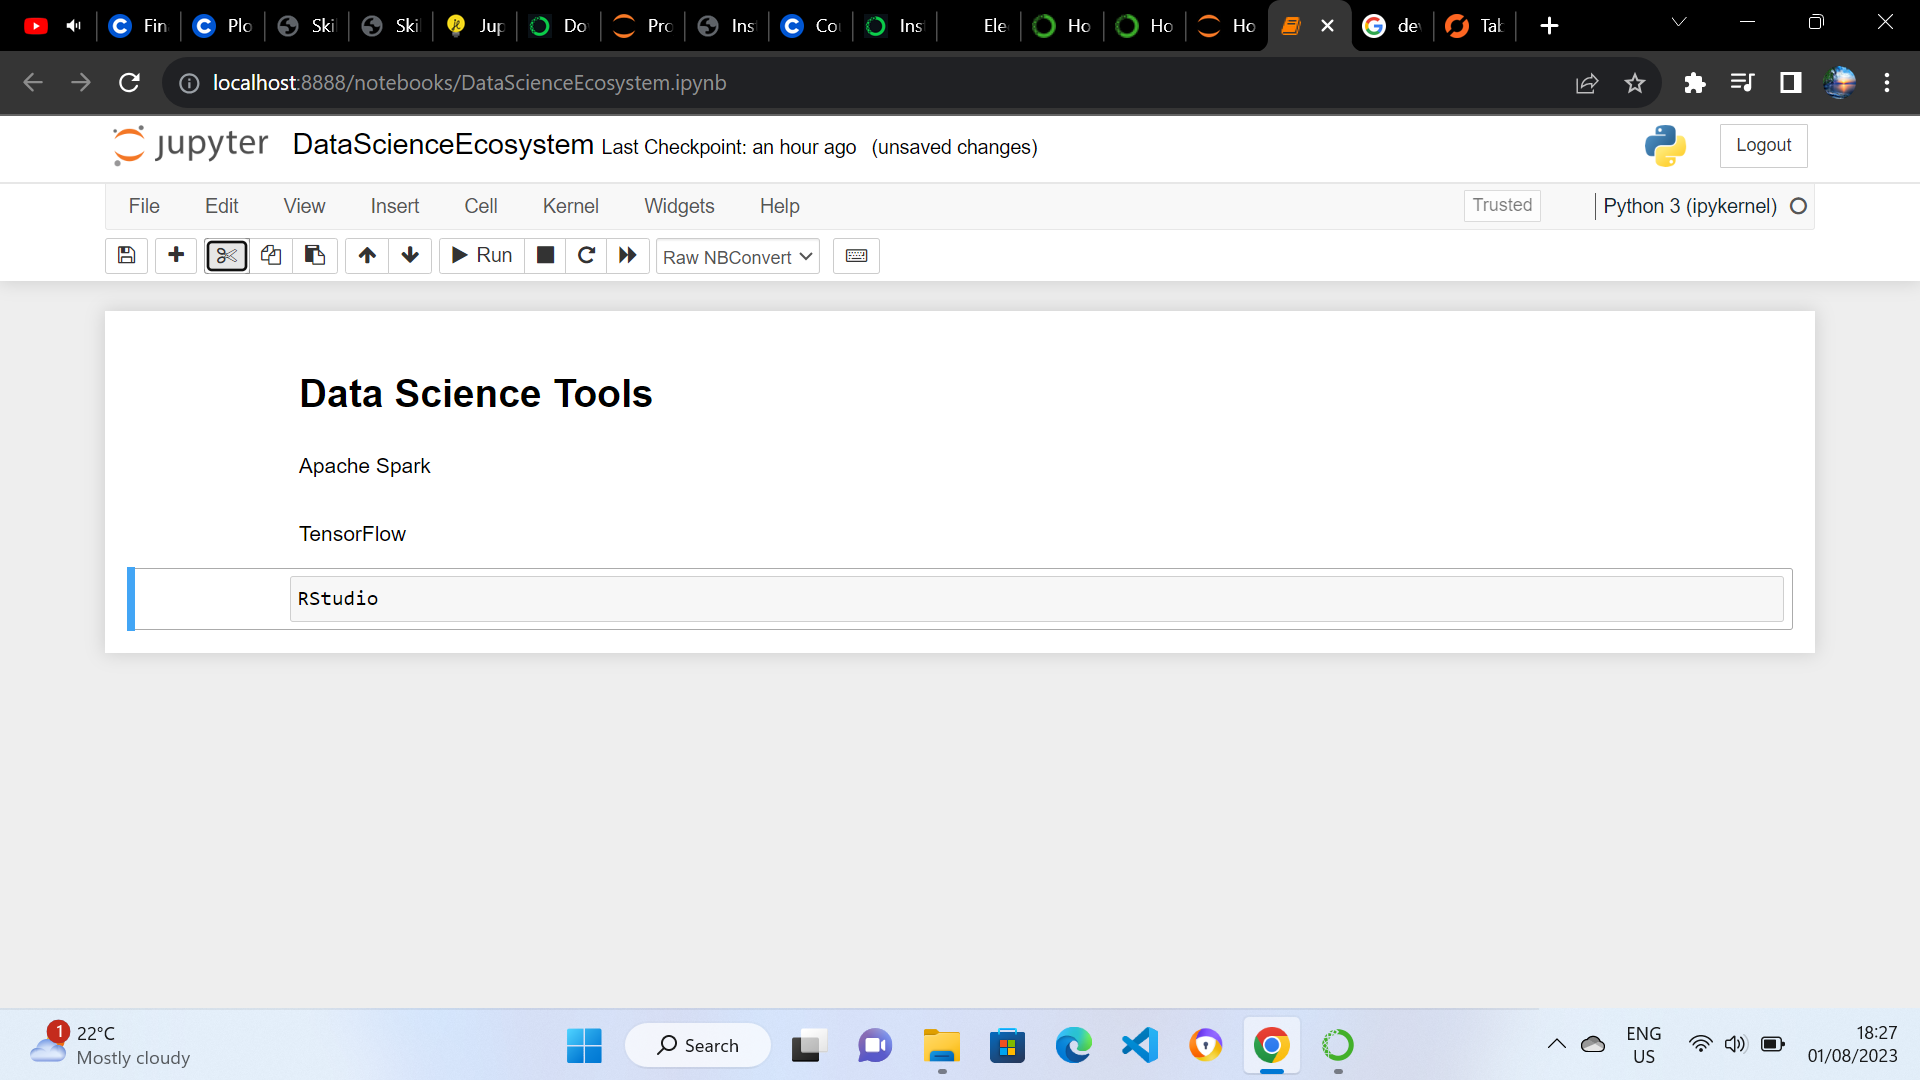 Fin
Plo
Skil
Skil
Jup
Do
Pro
Ins
Co
Ins
Ele
Ho
Ho
Ho
de
Tab
localhost:8888/notebooks/DataScienceEcosystem.ipynb
jupyter DataScienceEcosystem Last Checkpoint: an hour ago (unsaved changes)
Logout
File Edit View Insert Cell Kernel Widgets Help
Trusted
Python 3 (ipykernel)
Run
Raw NBConvert
Data Science Tools
Apache Spark
TensorFlow
RStudio
1
22°C
Mostly cloudy
Search
ENG
US
18:27
01/08/2023